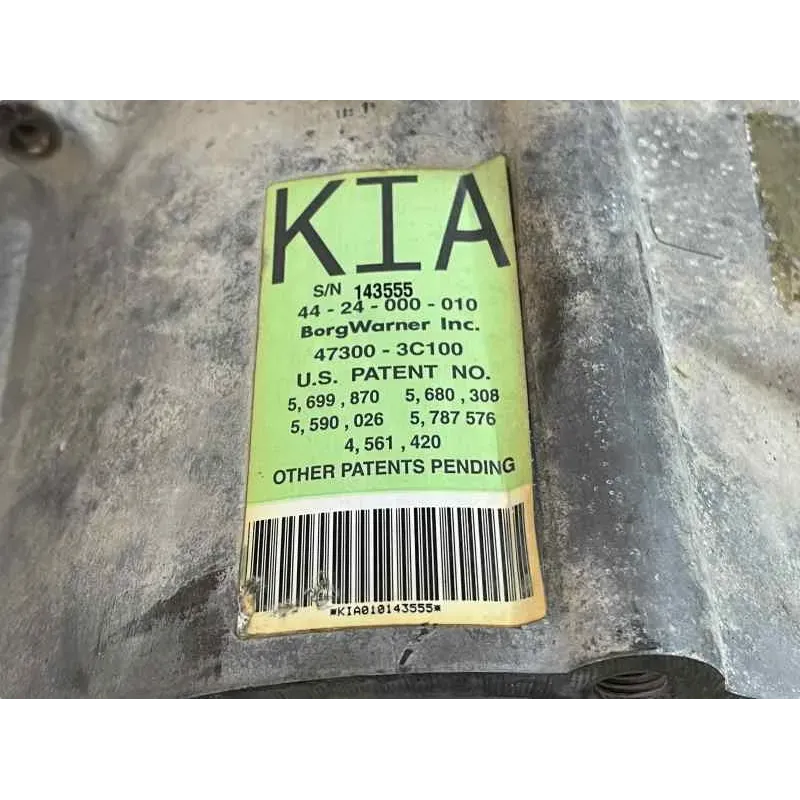 KIA
S/N 143555
44 - 24 - 000 - 010
BorgWarner Inc.
47300 - 3C100
U.S. PATENT NO.
5, 699 , 870 5, 680 , 308
5, 590 , 026 5, 787 576
4, 561 , 420
OTHER PATENTS PENDING
*KIA010143555*